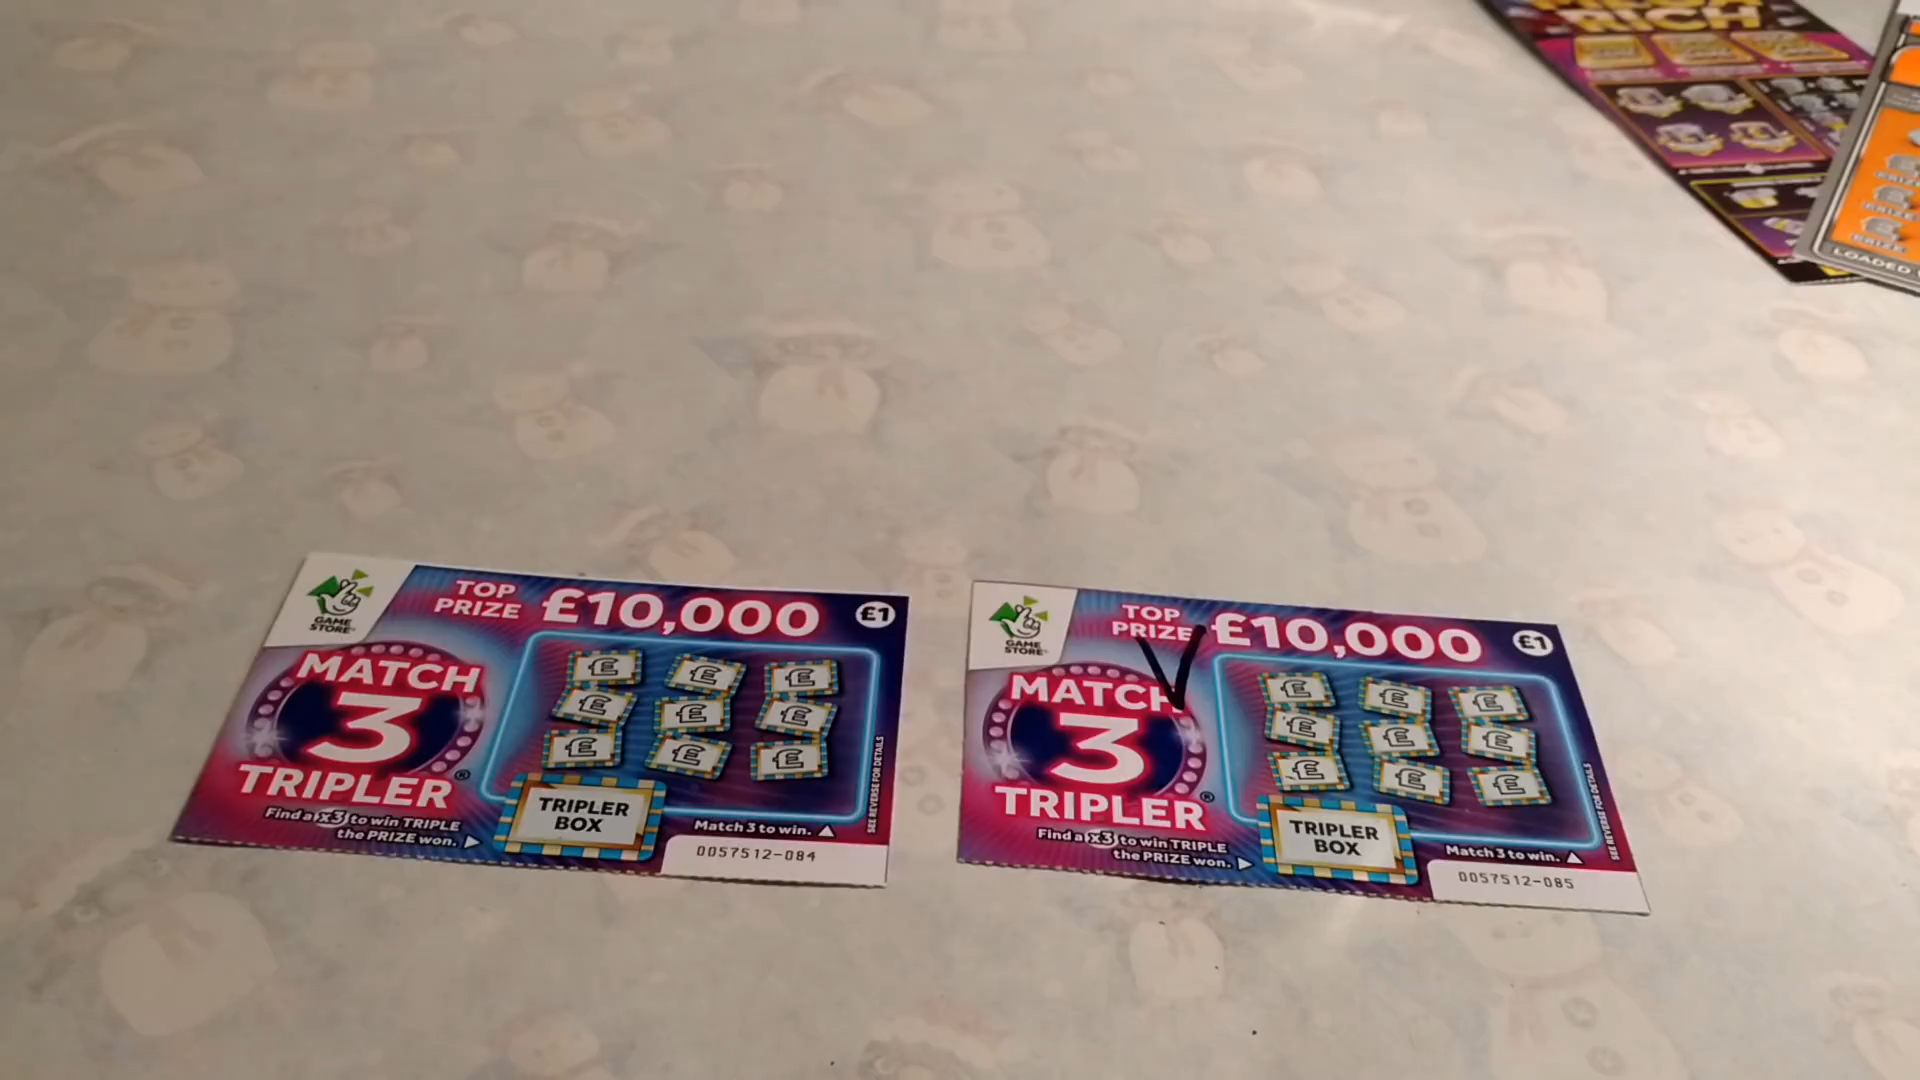 RICH
LOADED
PRIZE
PRIZE
TOP
PRIZE £10,000
£1
GAME
STORE
MATCH
3
TRIPLER®
Find a x3 to win TRIPLE
the PRIZE won.
£ £ £
£ £ £
£ £ £
TRIPLER
BOX
Match 3 to win.
0057512-084
SEE REVERSE FOR DETAILS
TOP
PRIZE £10,000
£1
V
GAME
STORE
MATCH
3
TRIPLER®
Find a x3 to win TRIPLE
the PRIZE won.
£ £ £
£ £ £
£ £ £
TRIPLER
BOX
Match 3 to win.
0057512-085
SEE REVERSE FOR DETAILS